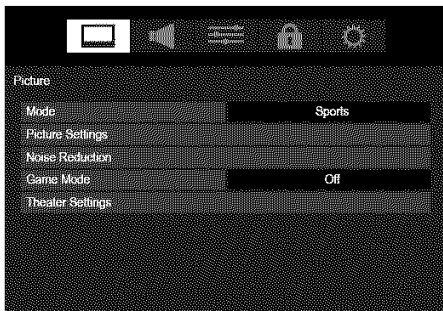 Picture
Mode Sports
Picture Settings
Noise Reduction
Game Mode Off
Theater Settings